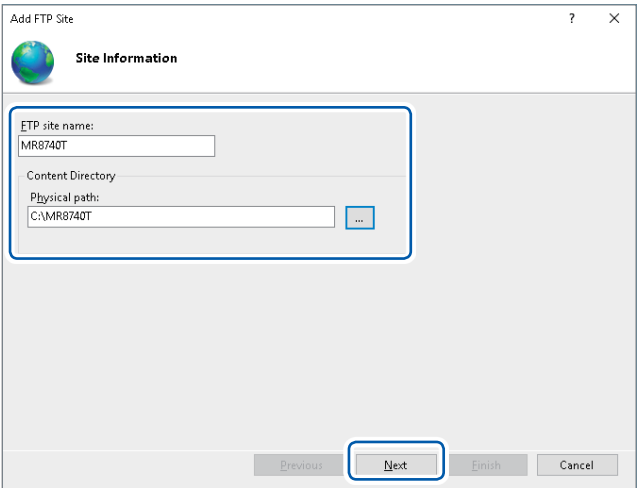 Add FTP Site ? ×
Site Information
FTP site name:
MR8740T
Content Directory
Physical path:
C:\MR8740T
...
Previous Next Finish Cancel